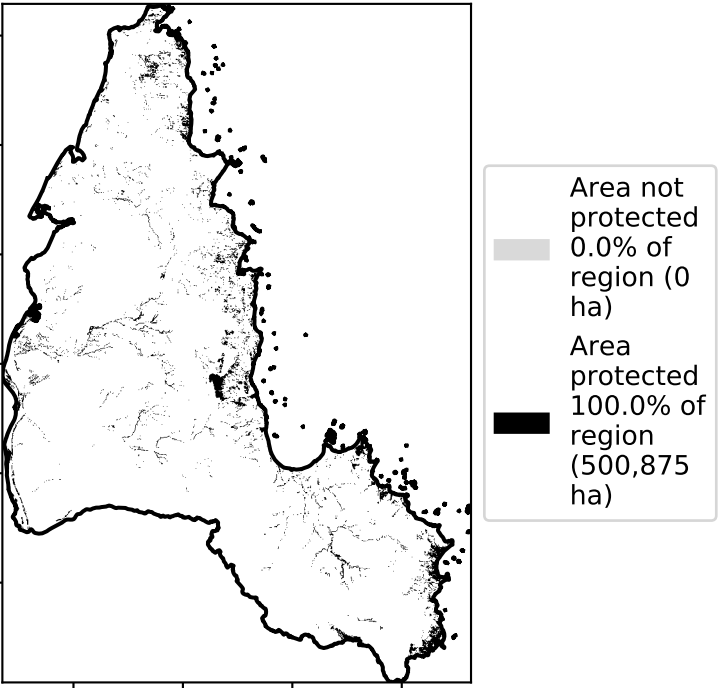 Area not
protected
0.0% of
region (0
ha)
Area
protected
100.0% of
region
(500,875
ha)